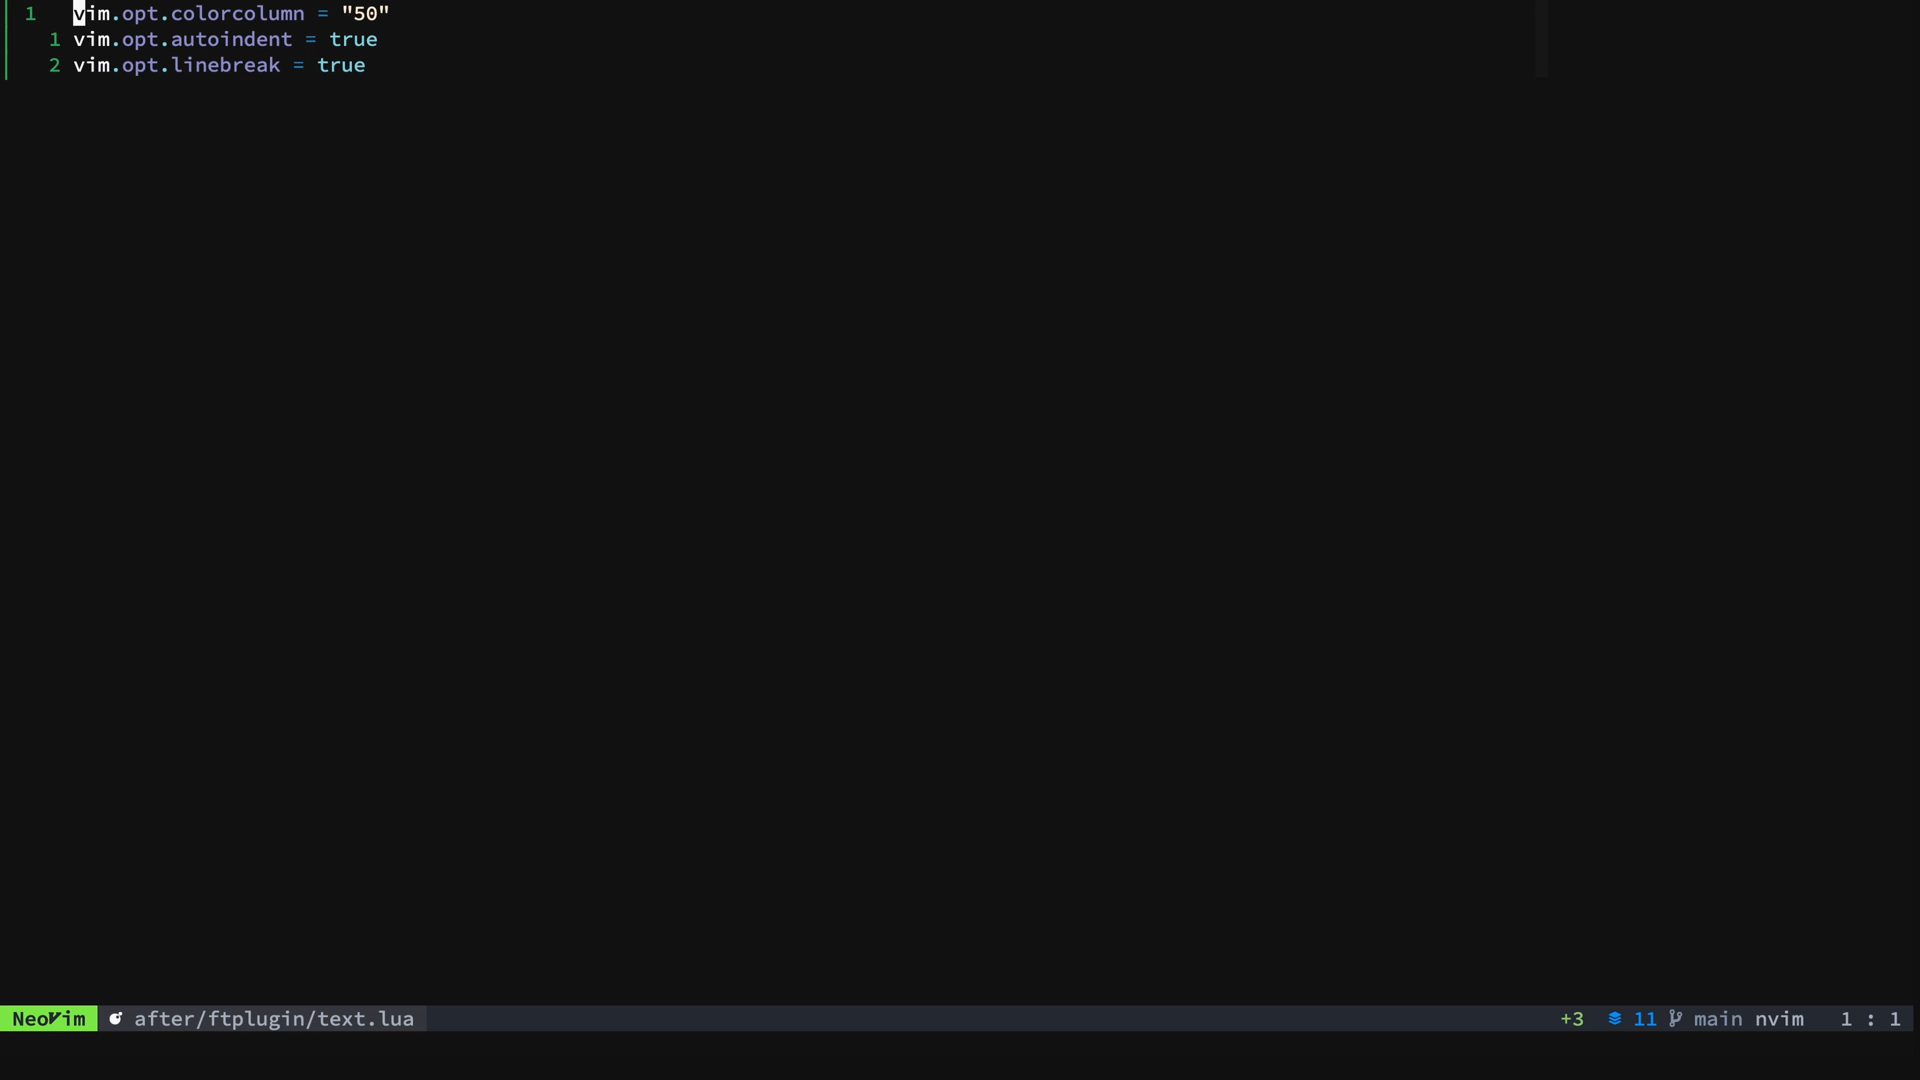 1 vim.opt.colorcolumn = "50"
1 vim.opt.autoindent = true
2 vim.opt.linebreak = true
NeoVim after/ftplugin/text.lua +3 11 main nvim 1 : 1